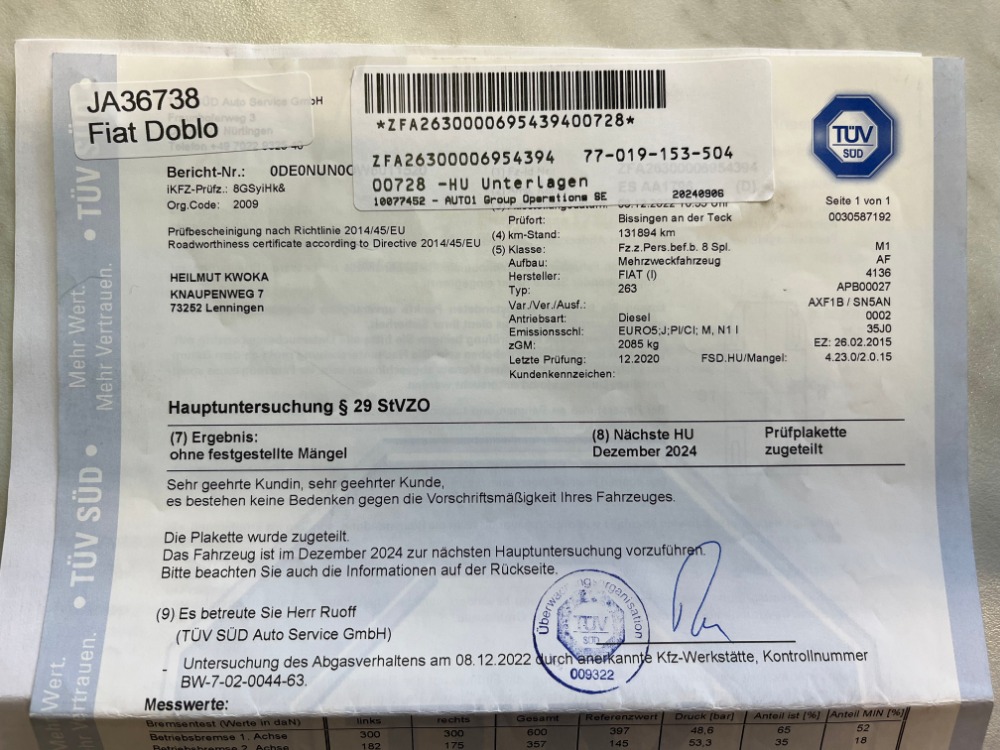 JA36738
Fiat Doblo
*ZFA2630000695439400728*
ZFA26300006954394 77-019-153-504
00728 -HU Unterlagen
10077452 - AUTO1 Group Operations SE 20240906
TÜV
SÜD
Bericht-Nr.: 0DE0NUN0C
iKFZ-Prüfz.: 8GSyiHk&
Org.Code: 2009
Seite 1 von 1
0030587192
Prüfbescheinigung nach Richtlinie 2014/45/EU
Roadworthiness certificate according to Directive 2014/45/EU
HEILMUT KWOKA
KNAUPENWEG 7
73252 Lenningen
Prüfort: Bissingen an der Teck
(4) km-Stand: 131894 km
(5) Klasse: Fz.z.Pers.bef.b. 8 Spl. M1
Aufbau: Mehrzweckfahrzeug AF
Hersteller: FIAT (I) 4136
Typ: 263 APB00027
Var./Ver./Ausf.: AXF1B / SN5AN
Antriebsart: Diesel 0002
Emissionsschl: EURO5;J;PI/CI; M, N1 I 35J0
zGM: 2085 kg EZ: 26.02.2015
Letzte Prüfung: 12.2020 FSD.HU/Mangel: 4.23.0/2.0.15
Kundenkennzeichen:
Hauptuntersuchung § 29 StVZO
(7) Ergebnis: (8) Nächste HU Prüfplakette
ohne festgestellte Mängel Dezember 2024 zugeteilt
Sehr geehrte Kundin, sehr geehrter Kunde,
es bestehen keine Bedenken gegen die Vorschriftsmäßigkeit Ihres Fahrzeuges.
Die Plakette wurde zugeteilt.
Das Fahrzeug ist im Dezember 2024 zur nächsten Hauptuntersuchung vorzuführen.
Bitte beachten Sie auch die Informationen auf der Rückseite.
(9) Es betreute Sie Herr Ruoff
(TÜV SÜD Auto Service GmbH)
Überwachungsorganisation
TÜV
SÜD
009322
- Untersuchung des Abgasverhaltens am 08.12.2022 durch anerkannte Kfz-Werkstätte, Kontrollnummer
BW-7-02-0044-63.
Messwerte:
Bremsentest (Werte in daN) links rechts Gesamt Referenzwert Druck [bar] Anteil ist [%] Anteil MIN [%]
Betriebsbremse 1. Achse 300 300 600 397 48,6 65 52
Betriebsbremse 2. Achse 182 175 357 145 53,3 35 18
Mehr Wert.
Mehr Vertrauen.
TÜV SÜD